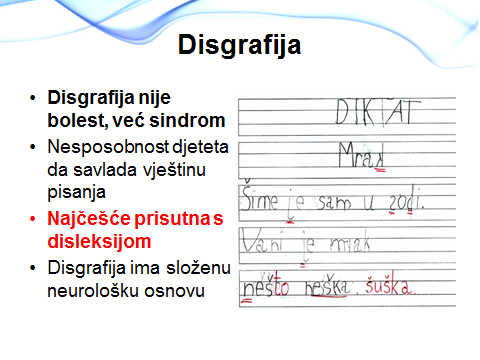 Disgrafija
• Disgrafija nije
bolest, već sindrom
• Nesposobnost djeteta
da savlada vještinu
pisanja
• Najčešće prisutna s
disleksijom
• Disgrafija ima složenu
neurološku osnovu
DIKTAT
Mrak
Šime je sam u zodi.
Vani je mlak
nešto heška, šuška.